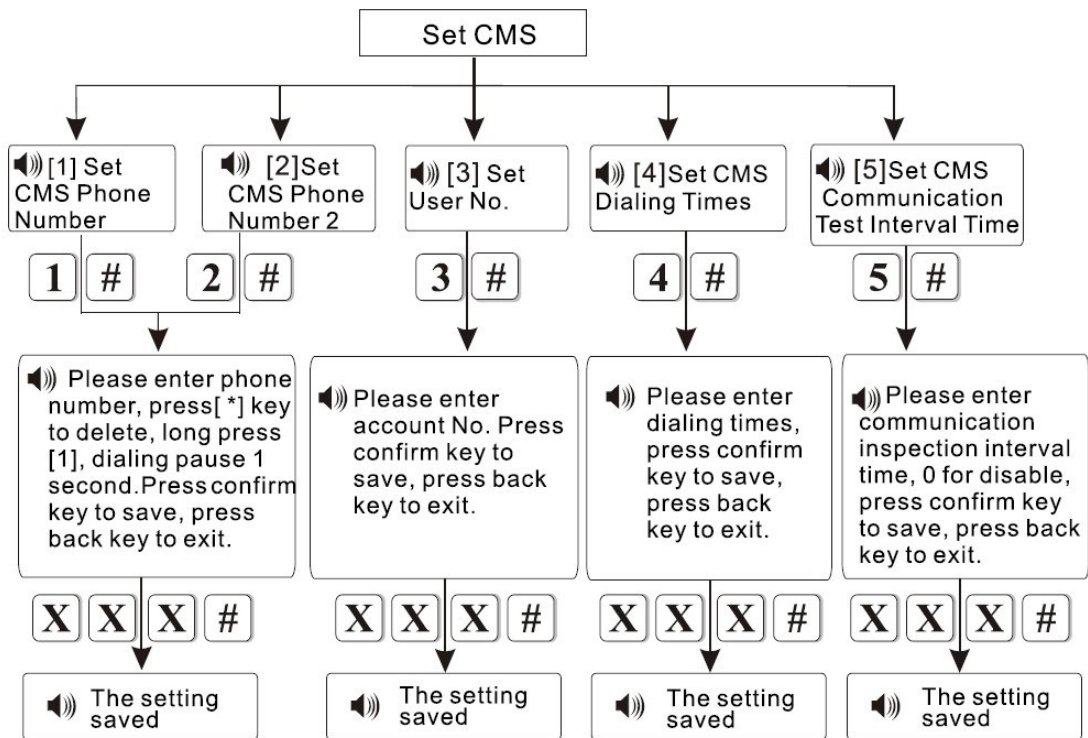 Set CMS
[1] Set
CMS Phone
Number
[2]Set
CMS Phone
Number 2
[3] Set
User No.
[4]Set CMS
Dialing Times
[5]Set CMS
Communication
Test Interval Time
1 #
2 #
3 #
4 #
5 #
Please enter phone
number, press[ *] key
to delete, long press
[1], dialing pause 1
second.Press confirm
key to save, press
back key to exit.
Please enter
account No. Press
confirm key to
save, press back
key to exit.
Please enter
dialing times,
press confirm
key to save,
press back
key to exit.
Please enter
communication
inspection interval
time, 0 for disable,
press confirm key
to save, press back
key to exit.
X X X #
X X X #
X X X #
X X X #
The setting
saved
The setting
saved
The setting
saved
The setting
saved